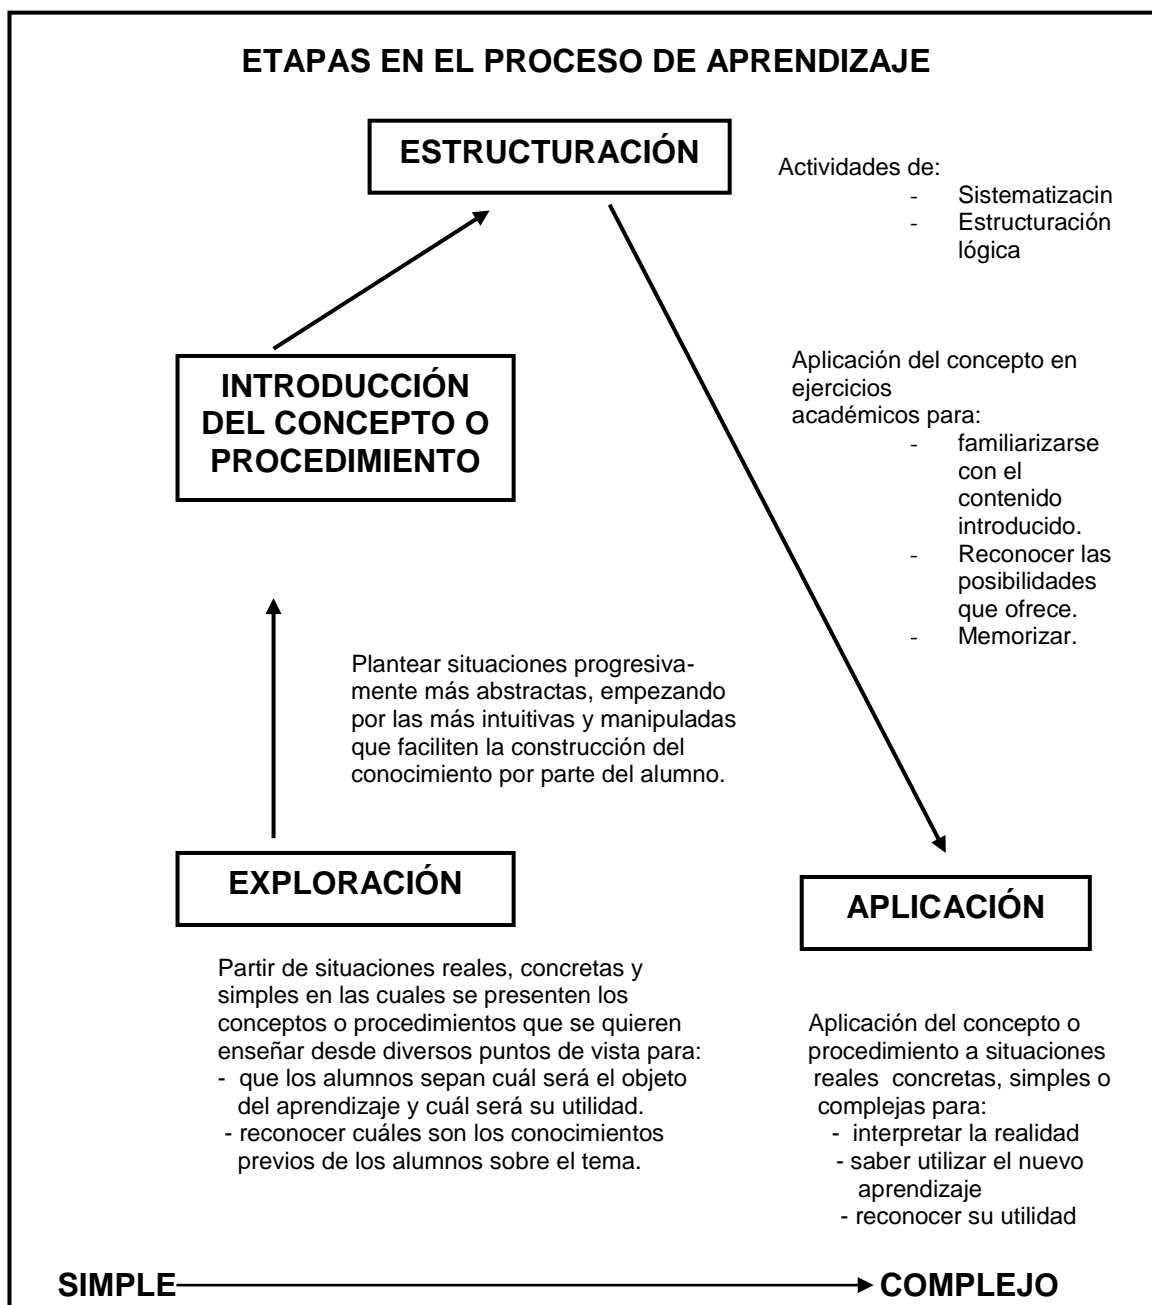 ETAPAS EN EL PROCESO DE APRENDIZAJE
ESTRUCTURACIÓN
Actividades de:
- Sistematizacin
- Estructuración
lógica
INTRODUCCIÓN
DEL CONCEPTO O
PROCEDIMIENTO
Aplicación del concepto en
ejercicios
académicos para:
- familiarizarse
con el
contenido
introducido.
- Reconocer las
posibilidades
que ofrece.
- Memorizar.
Plantear situaciones progresiva-
mente más abstractas, empezando
por las más intuitivas y manipuladas
que faciliten la construcción del
conocimiento por parte del alumno.
EXPLORACIÓN
Partir de situaciones reales, concretas y
simples en las cuales se presenten los
conceptos o procedimientos que se quieren
enseñar desde diversos puntos de vista para:
- que los alumnos sepan cuál será el objeto
del aprendizaje y cuál será su utilidad.
- reconocer cuáles son los conocimientos
previos de los alumnos sobre el tema.
APLICACIÓN
Aplicación del concepto o
procedimiento a situaciones
reales concretas, simples o
complejas para:
- interpretar la realidad
- saber utilizar el nuevo
aprendizaje
- reconocer su utilidad
SIMPLE COMPLEJO